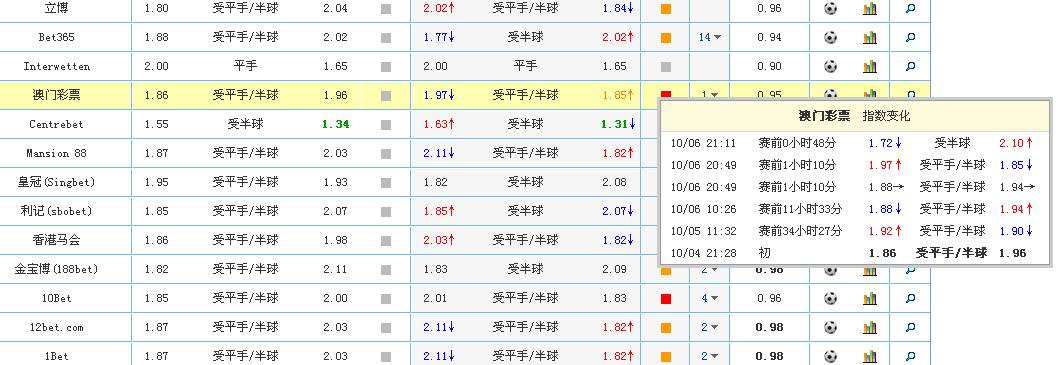 立博 1.80 受平手/半球 2.04 2.02↑ 受平手/半球 1.84↓ 0.96
Bet365 1.88 受平手/半球 2.02 1.77↓ 受半球 2.02↑ 14 0.94
Interwetten 2.00 平手 1.65 2.00 平手 1.65 0.90
澳门彩票 1.86 受平手/半球 1.96 1.97↓ 受平手/半球 1.85↑ 1 0.95
Centrebet 1.55 受半球 1.34 1.63↑ 受半球 1.31↓
Mansion 88 1.87 受平手/半球 2.03 2.11↓ 受平手/半球 1.82↑
皇冠(Singbet) 1.95 受平手/半球 1.93 1.82 受半球 2.08
利记(sbobet) 1.85 受平手/半球 2.07 1.85↑ 受半球 2.07↓
香港马会 1.86 受平手/半球 1.98 2.03↑ 受平手/半球 1.82↓
金宝博(188bet) 1.82 受平手/半球 2.11 1.83 受半球 2.09 2 0.98
10Bet 1.85 受平手/半球 2.00 2.01 受平手/半球 1.83 4 0.96
12bet.com 1.87 受平手/半球 2.03 2.11↓ 受平手/半球 1.82↑ 2 0.98
1Bet 1.87 受平手/半球 2.03 2.11↓ 受平手/半球 1.82↑ 2 0.98
澳门彩票 指数变化
10/06 21:11 赛前0小时48分 1.72↓ 受半球 2.10↑
10/06 20:49 赛前1小时10分 1.97↑ 受平手/半球 1.85↓
10/06 20:49 赛前1小时10分 1.88→ 受平手/半球 1.94→
10/06 10:26 赛前11小时33分 1.88↓ 受平手/半球 1.94↑
10/05 11:32 赛前34小时27分 1.92↑ 受平手/半球 1.90↓
10/04 21:28 初 1.86 受平手/半球 1.96